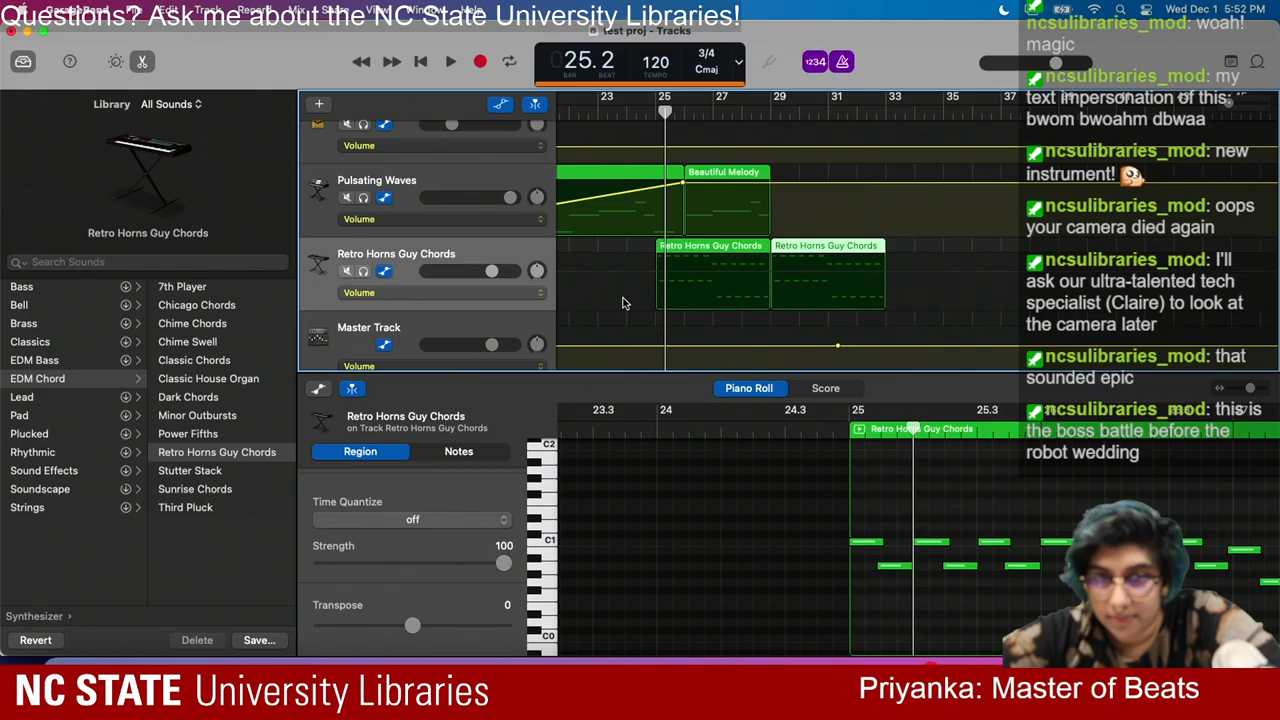 Questions? Ask me about the NC State University Libraries!
Wed Dec 1 5:52 PM
test proj - Tracks
25.2
BAR
BEAT
120
TEMPO
3/4
Cmaj
1234
Library
All Sounds
Retro Horns Guy Chords
Search Sounds
Bass
Bell
Brass
Classics
EDM Bass
EDM Chord
Lead
Pad
Plucked
Rhythmic
Sound Effects
Soundscape
Strings
7th Player
Chicago Chords
Chime Chords
Chime Swell
Classic Chords
Classic House Organ
Dark Chords
Minor Outbursts
Power Fifths
Retro Horns Guy Chords
Stutter Stack
Sunrise Chords
Third Pluck
Synthesizer
Revert
Delete
Save...
23 25 27 29 31 33 35 37
Volume
Pulsating Waves
Volume
Retro Horns Guy Chords
Volume
Master Track
Volume
Beautiful Melody
Retro Horns Guy Chords
Retro Horns Guy Chords
Piano Roll
Score
Retro Horns Guy Chords
on Track Retro Horns Guy Chords
Region
Notes
Time Quantize
off
Strength
100
Transpose
0
23.3 24 24.3 25 25.3
Retro Horns Guy Chords
C2
C1
C0
ncsulibraries_mod: woah!
magic
ncsulibraries_mod: my
text impersonation of this:
bwom bwoahm dbwaa
ncsulibraries_mod: new
instrument!
ncsulibraries_mod: oops
your camera died again
ncsulibraries_mod: I'll
ask our ultra-talented tech
specialist (Claire) to look at
the camera later
ncsulibraries_mod: that
sounded epic
ncsulibraries_mod: this is
the boss battle before the
robot wedding
NC STATE University Libraries
Priyanka: Master of Beats